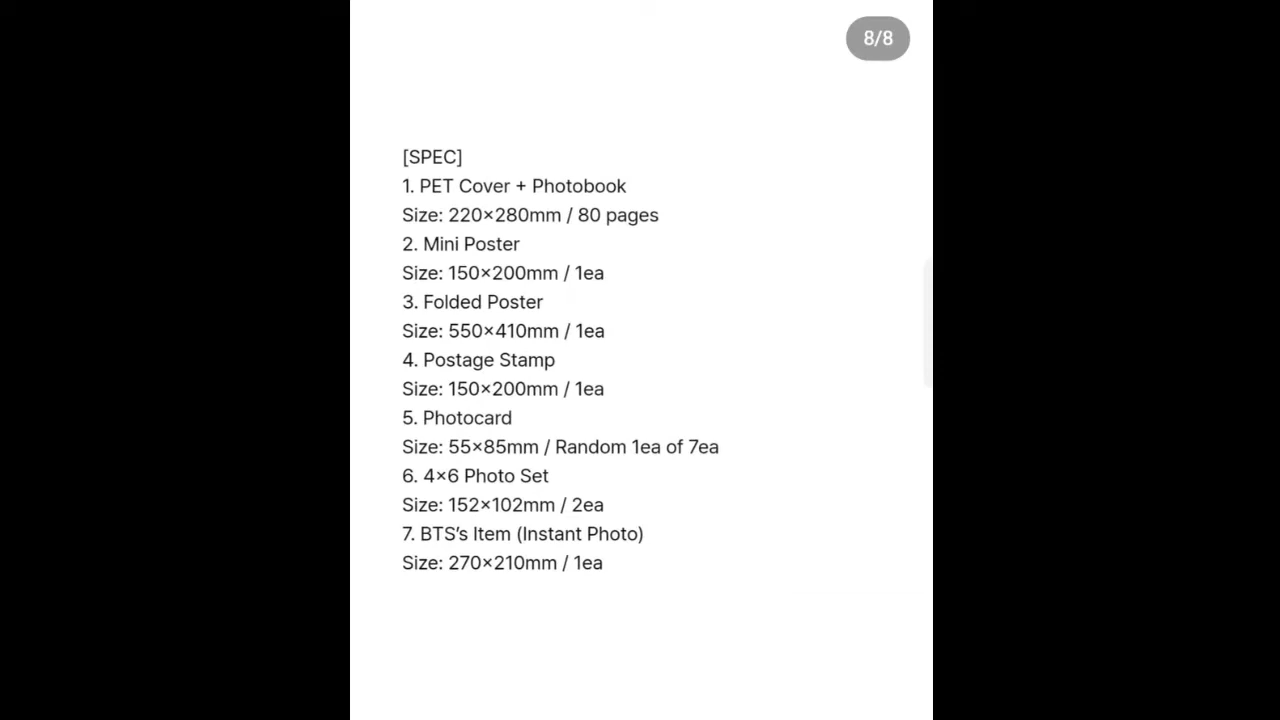 8/8
[SPEC]
1. PET Cover + Photobook
Size: 220×280mm / 80 pages
2. Mini Poster
Size: 150×200mm / 1ea
3. Folded Poster
Size: 550×410mm / 1ea
4. Postage Stamp
Size: 150×200mm / 1ea
5. Photocard
Size: 55×85mm / Random 1ea of 7ea
6. 4×6 Photo Set
Size: 152×102mm / 2ea
7. BTS’s Item (Instant Photo)
Size: 270×210mm / 1ea